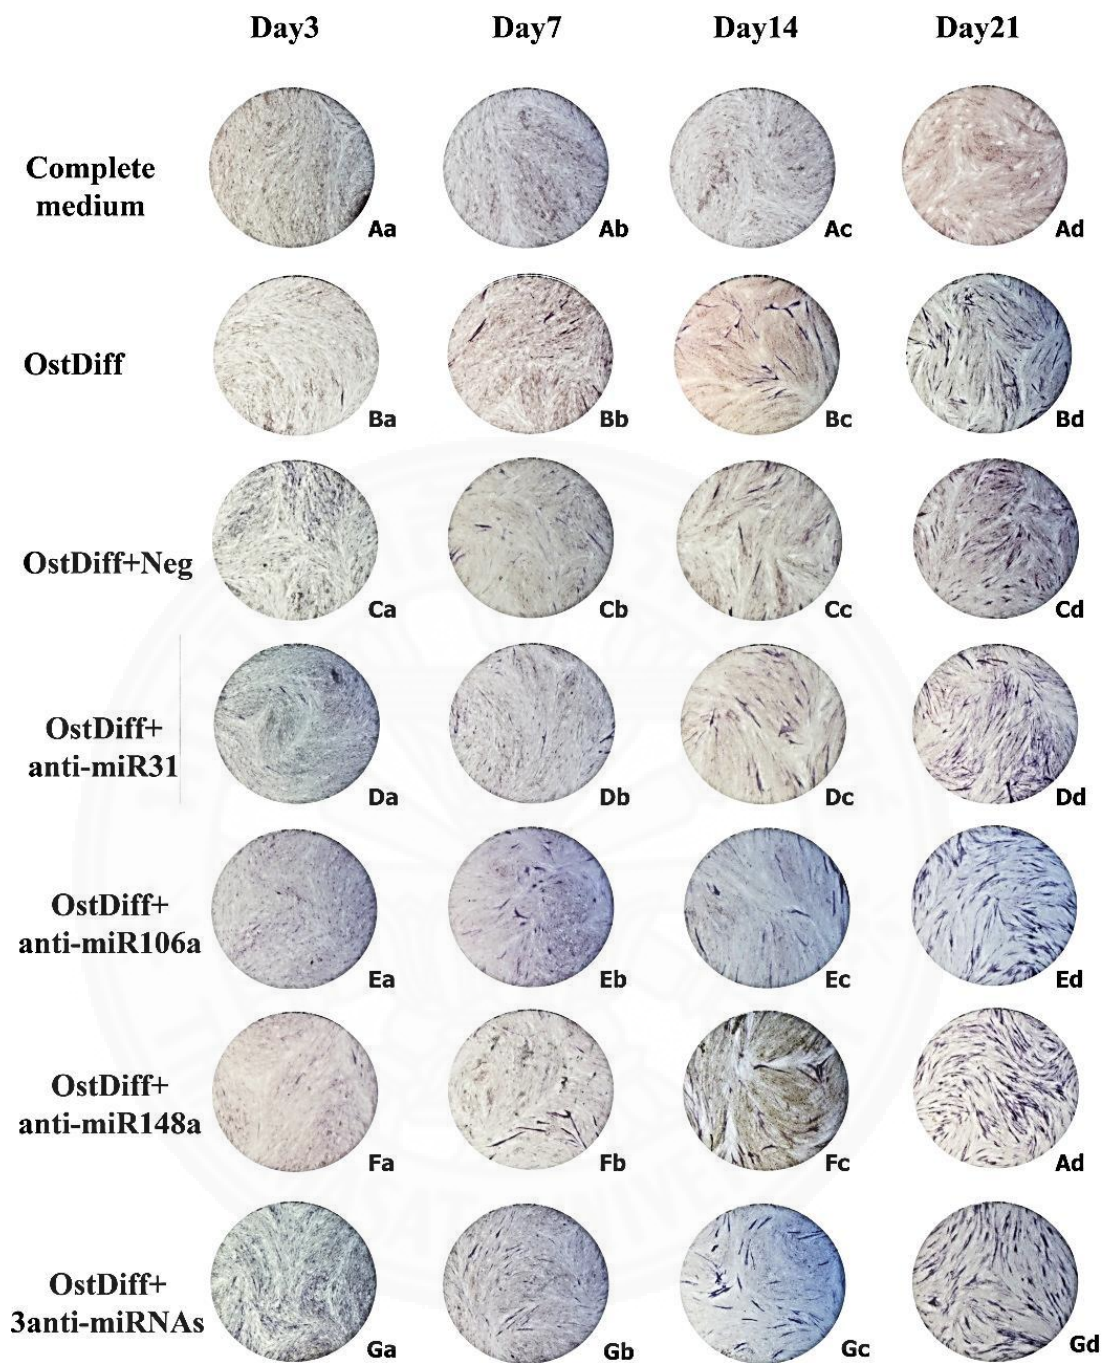 Day3 Day7 Day14 Day21
Complete
medium
Aa Ab Ac Ad
OstDiff
Ba Bb Bc Bd
OstDiff+Neg
Ca Cb Cc Cd
OstDiff+
anti-miR31
Da Db Dc Dd
OstDiff+
anti-miR106a
Ea Eb Ec Ed
OstDiff+
anti-miR148a
Fa Fb Fc Ad
OstDiff+
3anti-miRNAs
Ga Gb Gc Gd